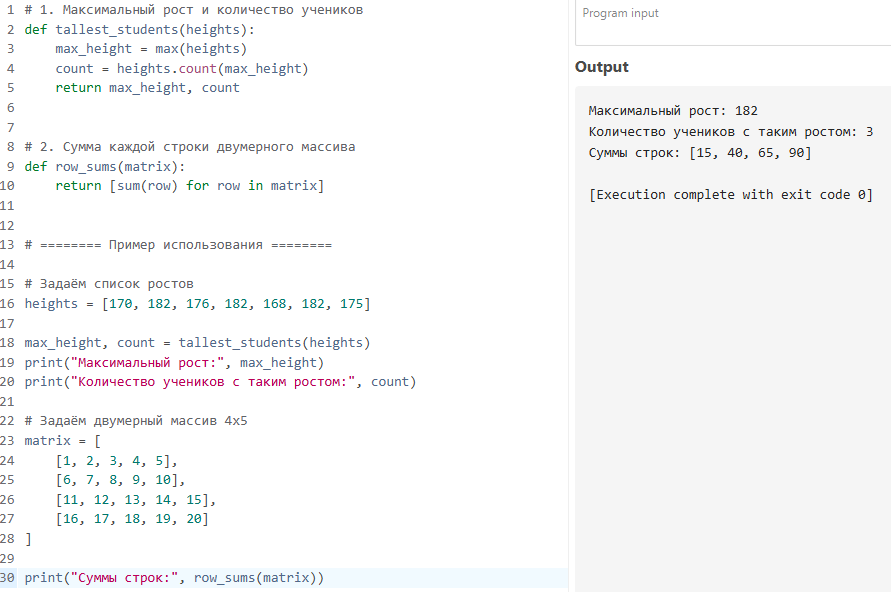 1 # 1. Максимальный рост и количество учеников
2 def tallest_students(heights):
3     max_height = max(heights)
4     count = heights.count(max_height)
5     return max_height, count
6
7
8 # 2. Сумма каждой строки двумерного массива
9 def row_sums(matrix):
10     return [sum(row) for row in matrix]
11
12
13 # ======== Пример использования ========
14
15 # Задаём список ростов
16 heights = [170, 182, 176, 182, 168, 182, 175]
17
18 max_height, count = tallest_students(heights)
19 print("Максимальный рост:", max_height)
20 print("Количество учеников с таким ростом:", count)
21
22 # Задаём двумерный массив 4x5
23 matrix = [
24     [1, 2, 3, 4, 5],
25     [6, 7, 8, 9, 10],
26     [11, 12, 13, 14, 15],
27     [16, 17, 18, 19, 20]
28 ]
29
30 print("Суммы строк:", row_sums(matrix))
Program input
Output
Максимальный рост: 182
Количество учеников с таким ростом: 3
Суммы строк: [15, 40, 65, 90]
[Execution complete with exit code 0]